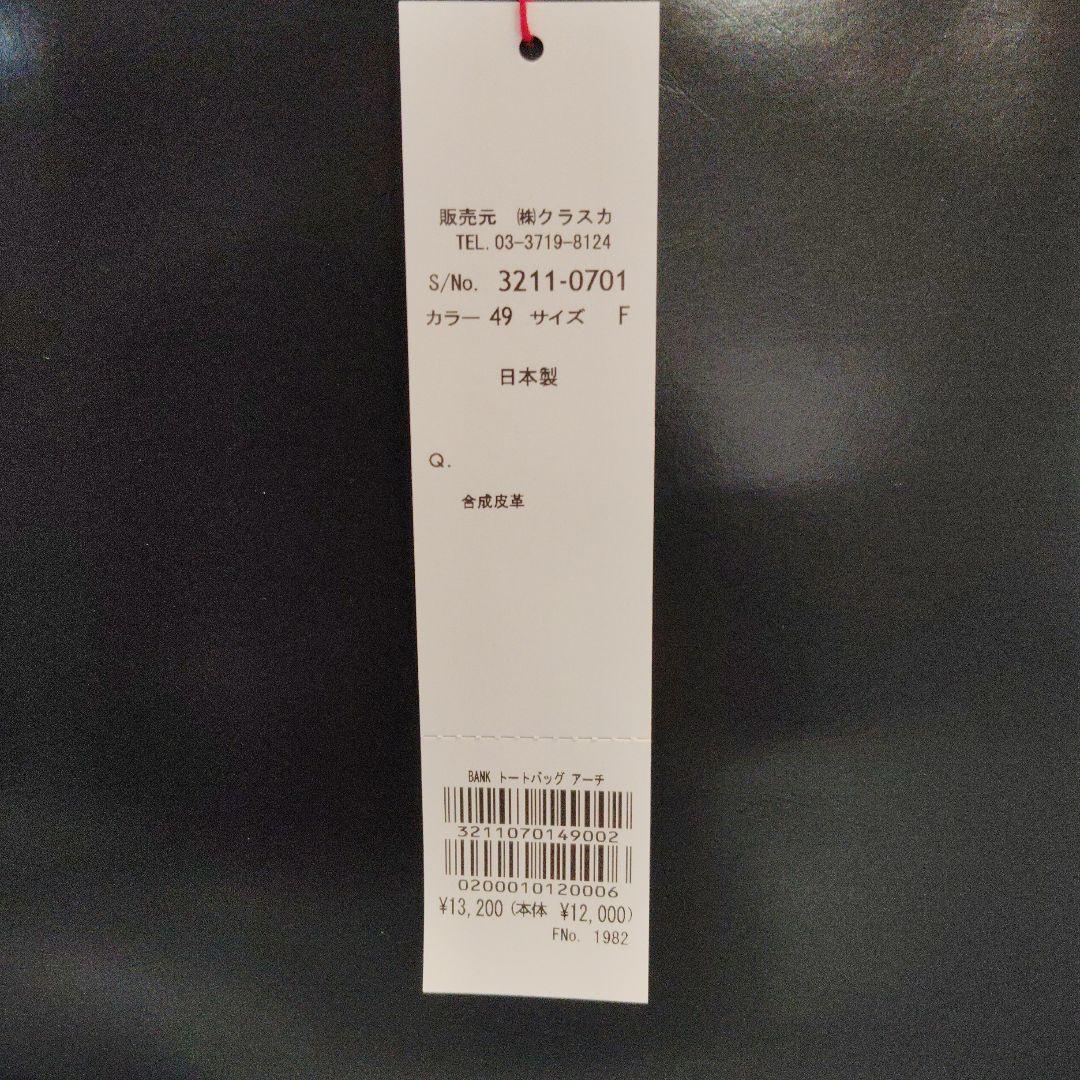 販売元 ㈱クラスカ
TEL.03-3719-8124
S/No. 3211-0701
カラー 49 サイズ F
日本製
Q.
合成皮革
BANK トートバッグ アーチ
3211070149002
0200010120006
¥13,200(本体 ¥12,000)
FNo. 1982